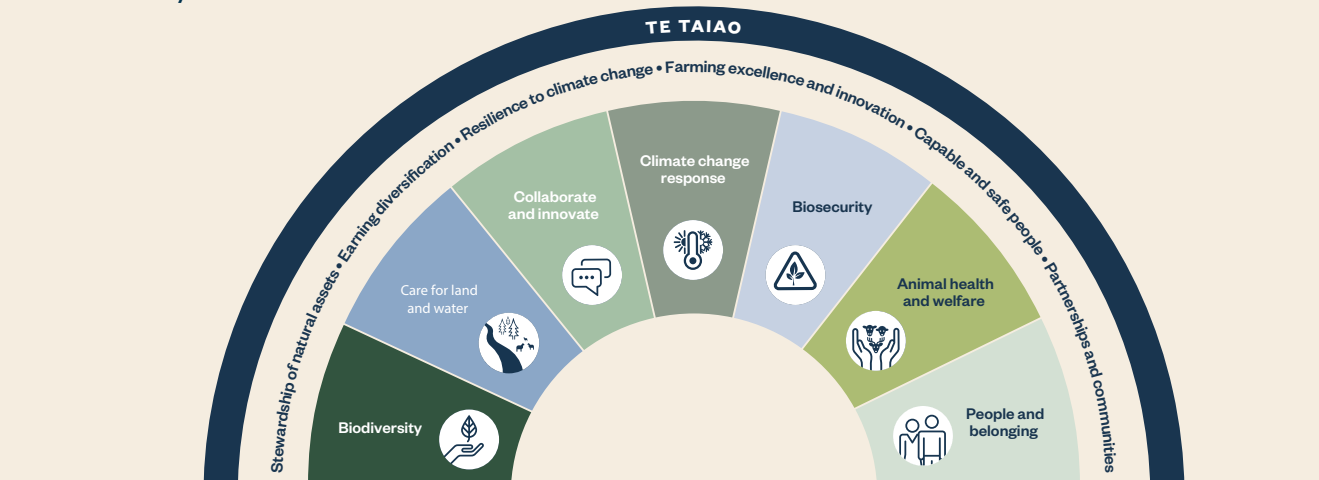 TE TAIAO
Stewardship of natural assets • Earning diversification • Resilience to climate change • Farming excellence and innovation • Capable and safe people • Partnerships and communities
Climate change
response
Collaborate
and innovate
Biosecurity
Care for land
and water
Animal health
and welfare
Biodiversity
People and
belonging